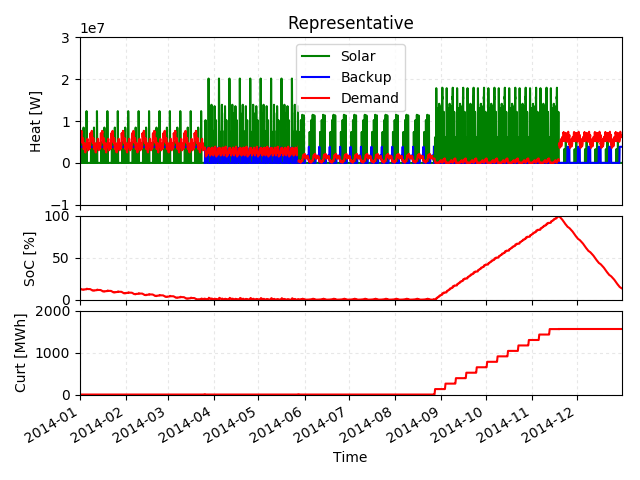 Representative
1e7
Heat [W]
3
2
1
0
−1
Solar
Backup
Demand
SoC [%]
100
50
0
Curt [MWh]
2000
1000
0
2014-01
2014-02
2014-03
2014-04
2014-05
2014-06
2014-07
2014-08
2014-09
2014-10
2014-11
2014-12
Time